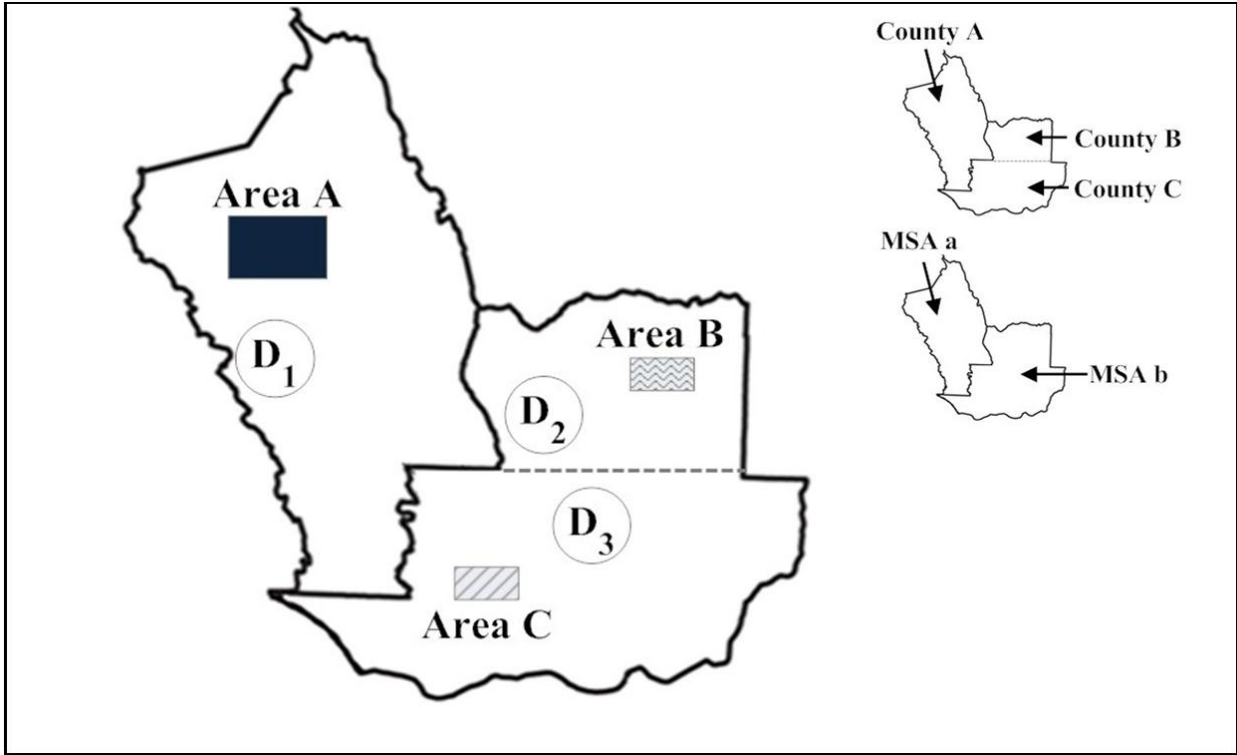 Area A
D1
Area B
D2
D3
Area C
County A
County B
County C
MSA a
MSA b